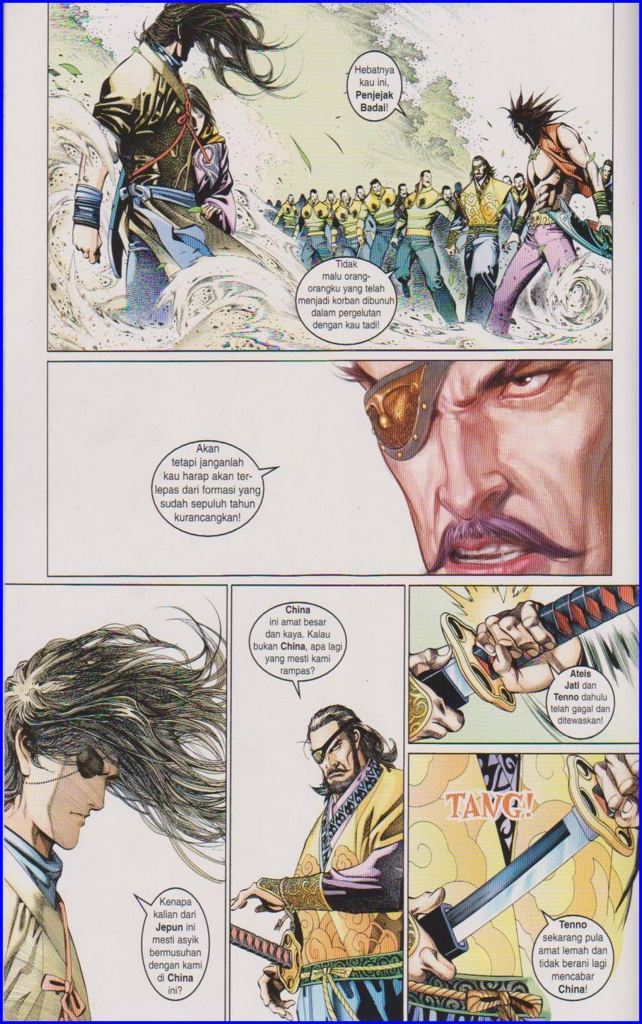 Hebatnya
kau ini,
Penjejak
Badai!
Tidak
malu orang-
orangku yang telah
menjadi korban dibunuh
dalam pergelutan
dengan kau tadi!
Akan
tetapi janganlah
kau harap akan ter-
lepas dari formasi yang
sudah sepuluh tahun
kurancangkan!
Kenapa
kalian dari
Jepun ini
mesti asyik
bermusuhan
dengan kami
di China
ini?
China
ini amat besar
dan kaya. Kalau
bukan China, apa lagi
yang mesti kami
rampas?
Ateis
Jati dan
Tenno dahulu
telah gagal dan
ditewaskan!
TANG!
Tenno
sekarang pula
amat lemah dan
tidak berani lagi
mencabar
China!